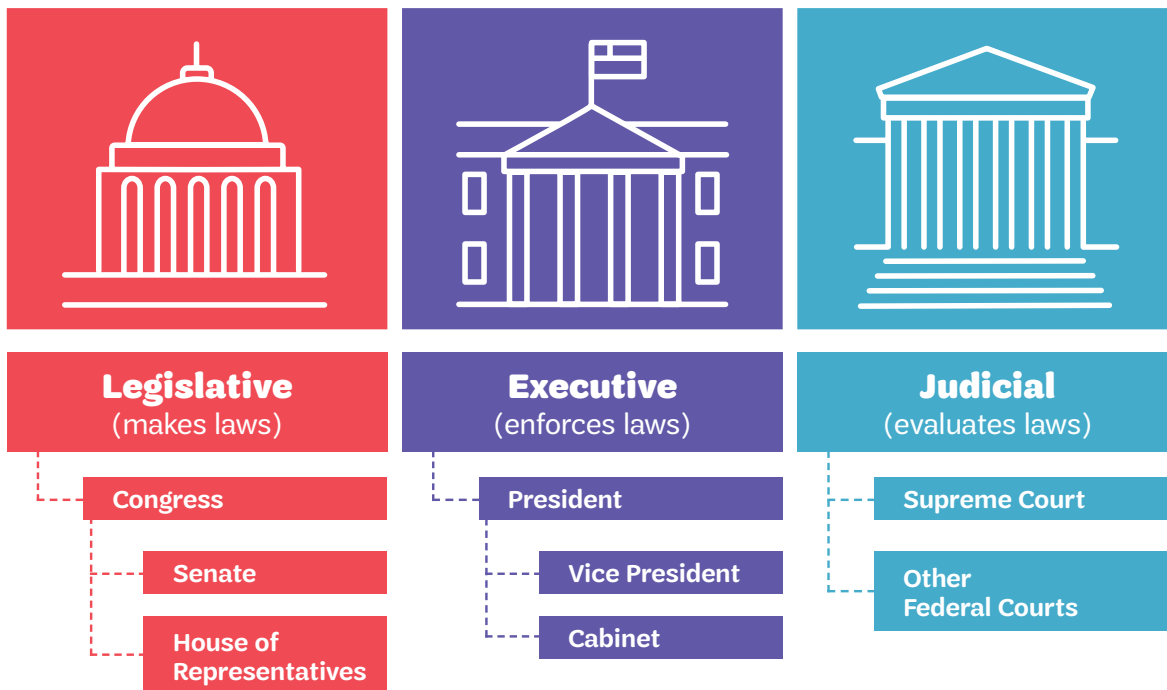 Legislative
(makes laws)
Congress
Senate
House of
Representatives
Executive
(enforces laws)
President
Vice President
Cabinet
Judicial
(evaluates laws)
Supreme Court
Other
Federal Courts